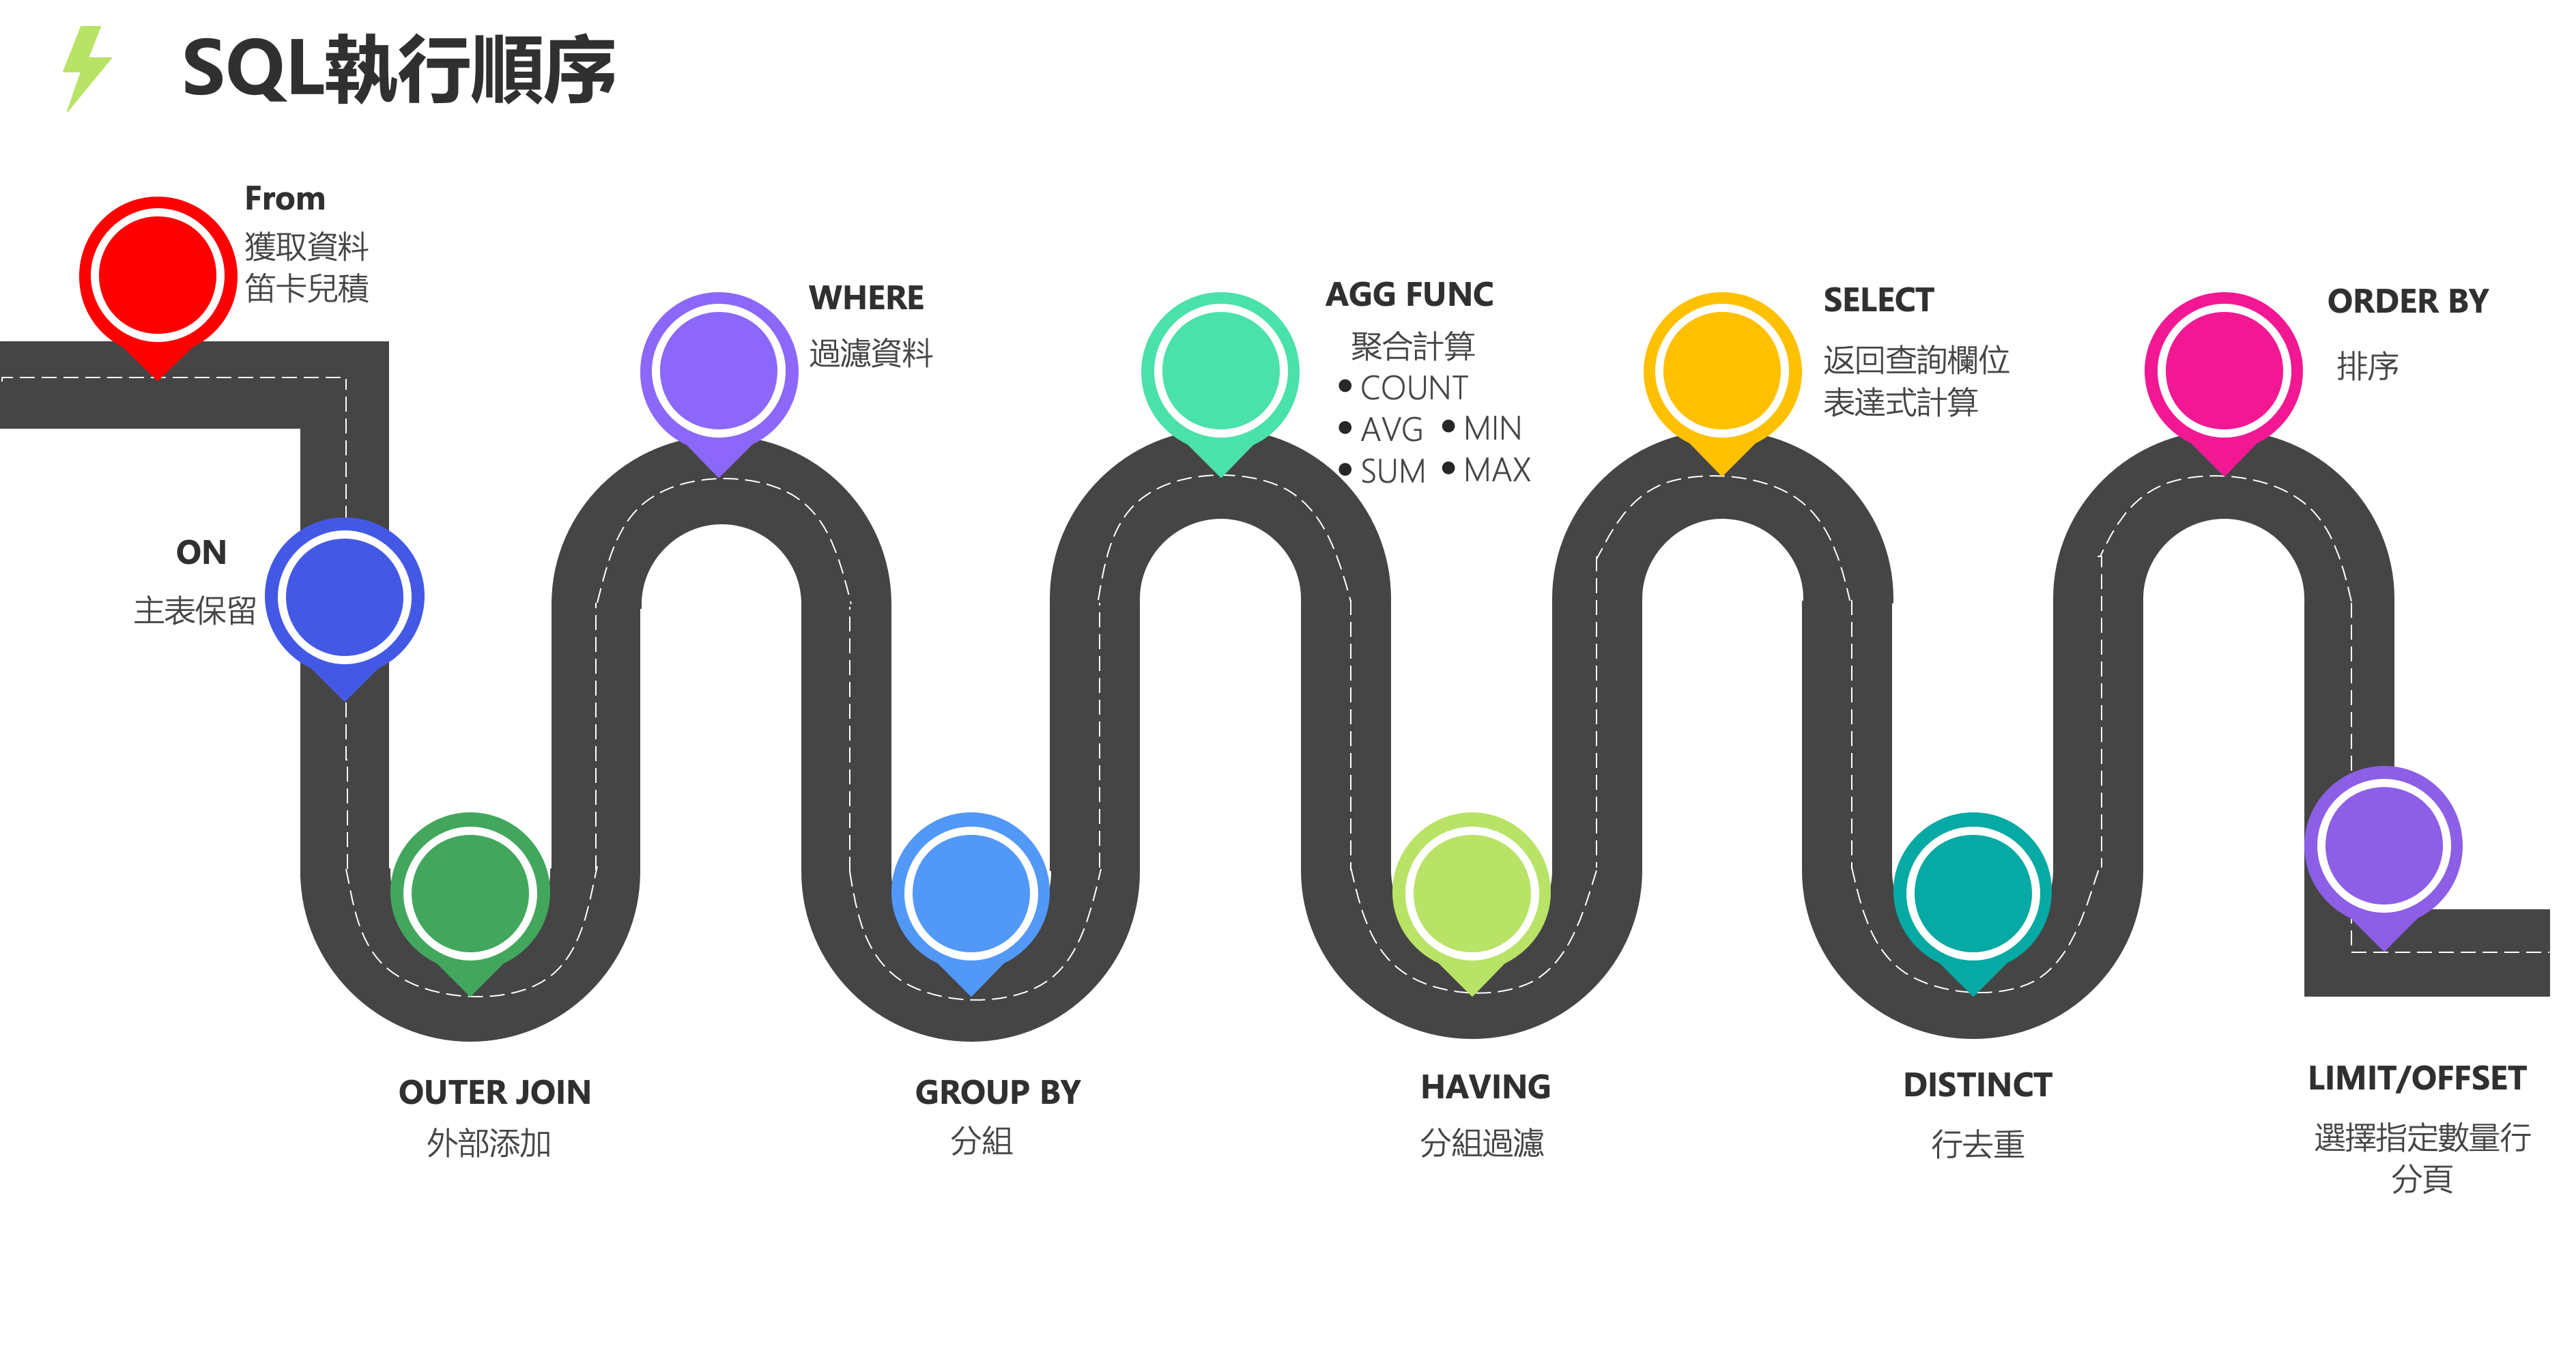 SQL執行順序
From
獲取資料
笛卡兒積
ON
主表保留
OUTER JOIN
外部添加
WHERE
過濾資料
GROUP BY
分組
AGG FUNC
聚合計算
• COUNT
• AVG • MIN
• SUM • MAX
HAVING
分組過濾
SELECT
返回查詢欄位
表達式計算
DISTINCT
行去重
ORDER BY
排序
LIMIT/OFFSET
選擇指定數量行
分頁